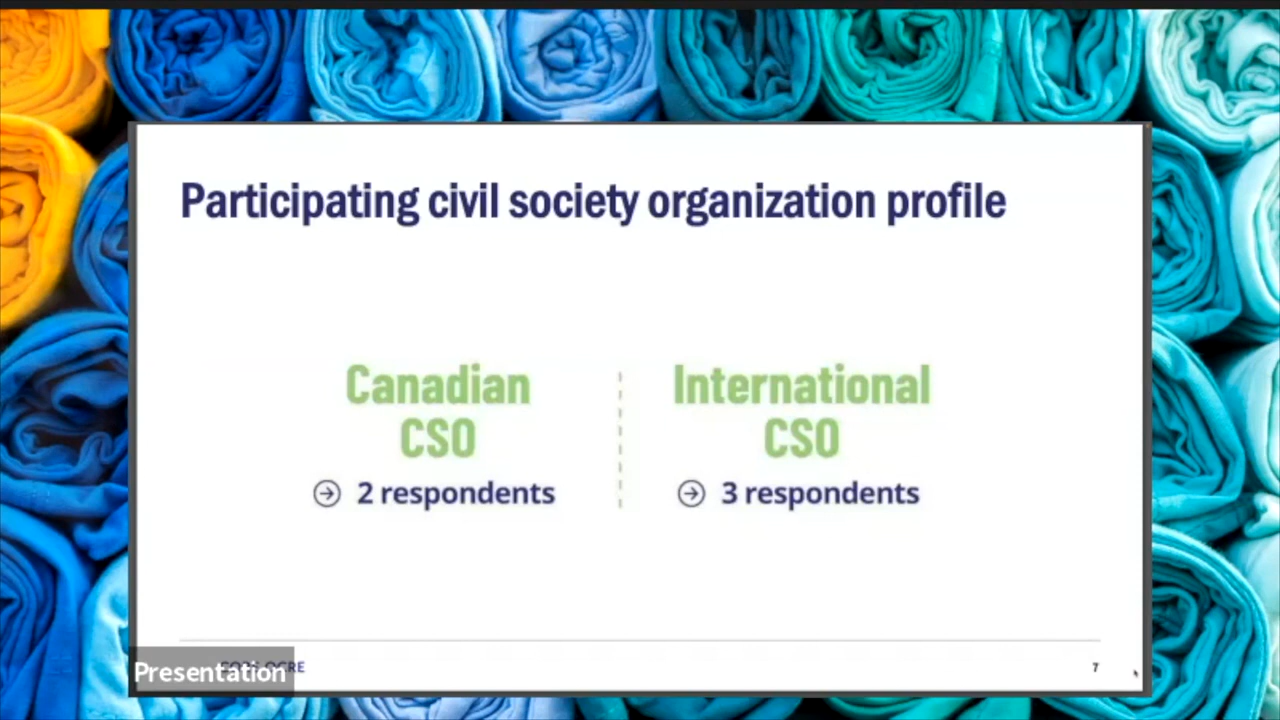 Participating civil society organization profile
Canadian
CSO
2 respondents
International
CSO
3 respondents
Presentation
7